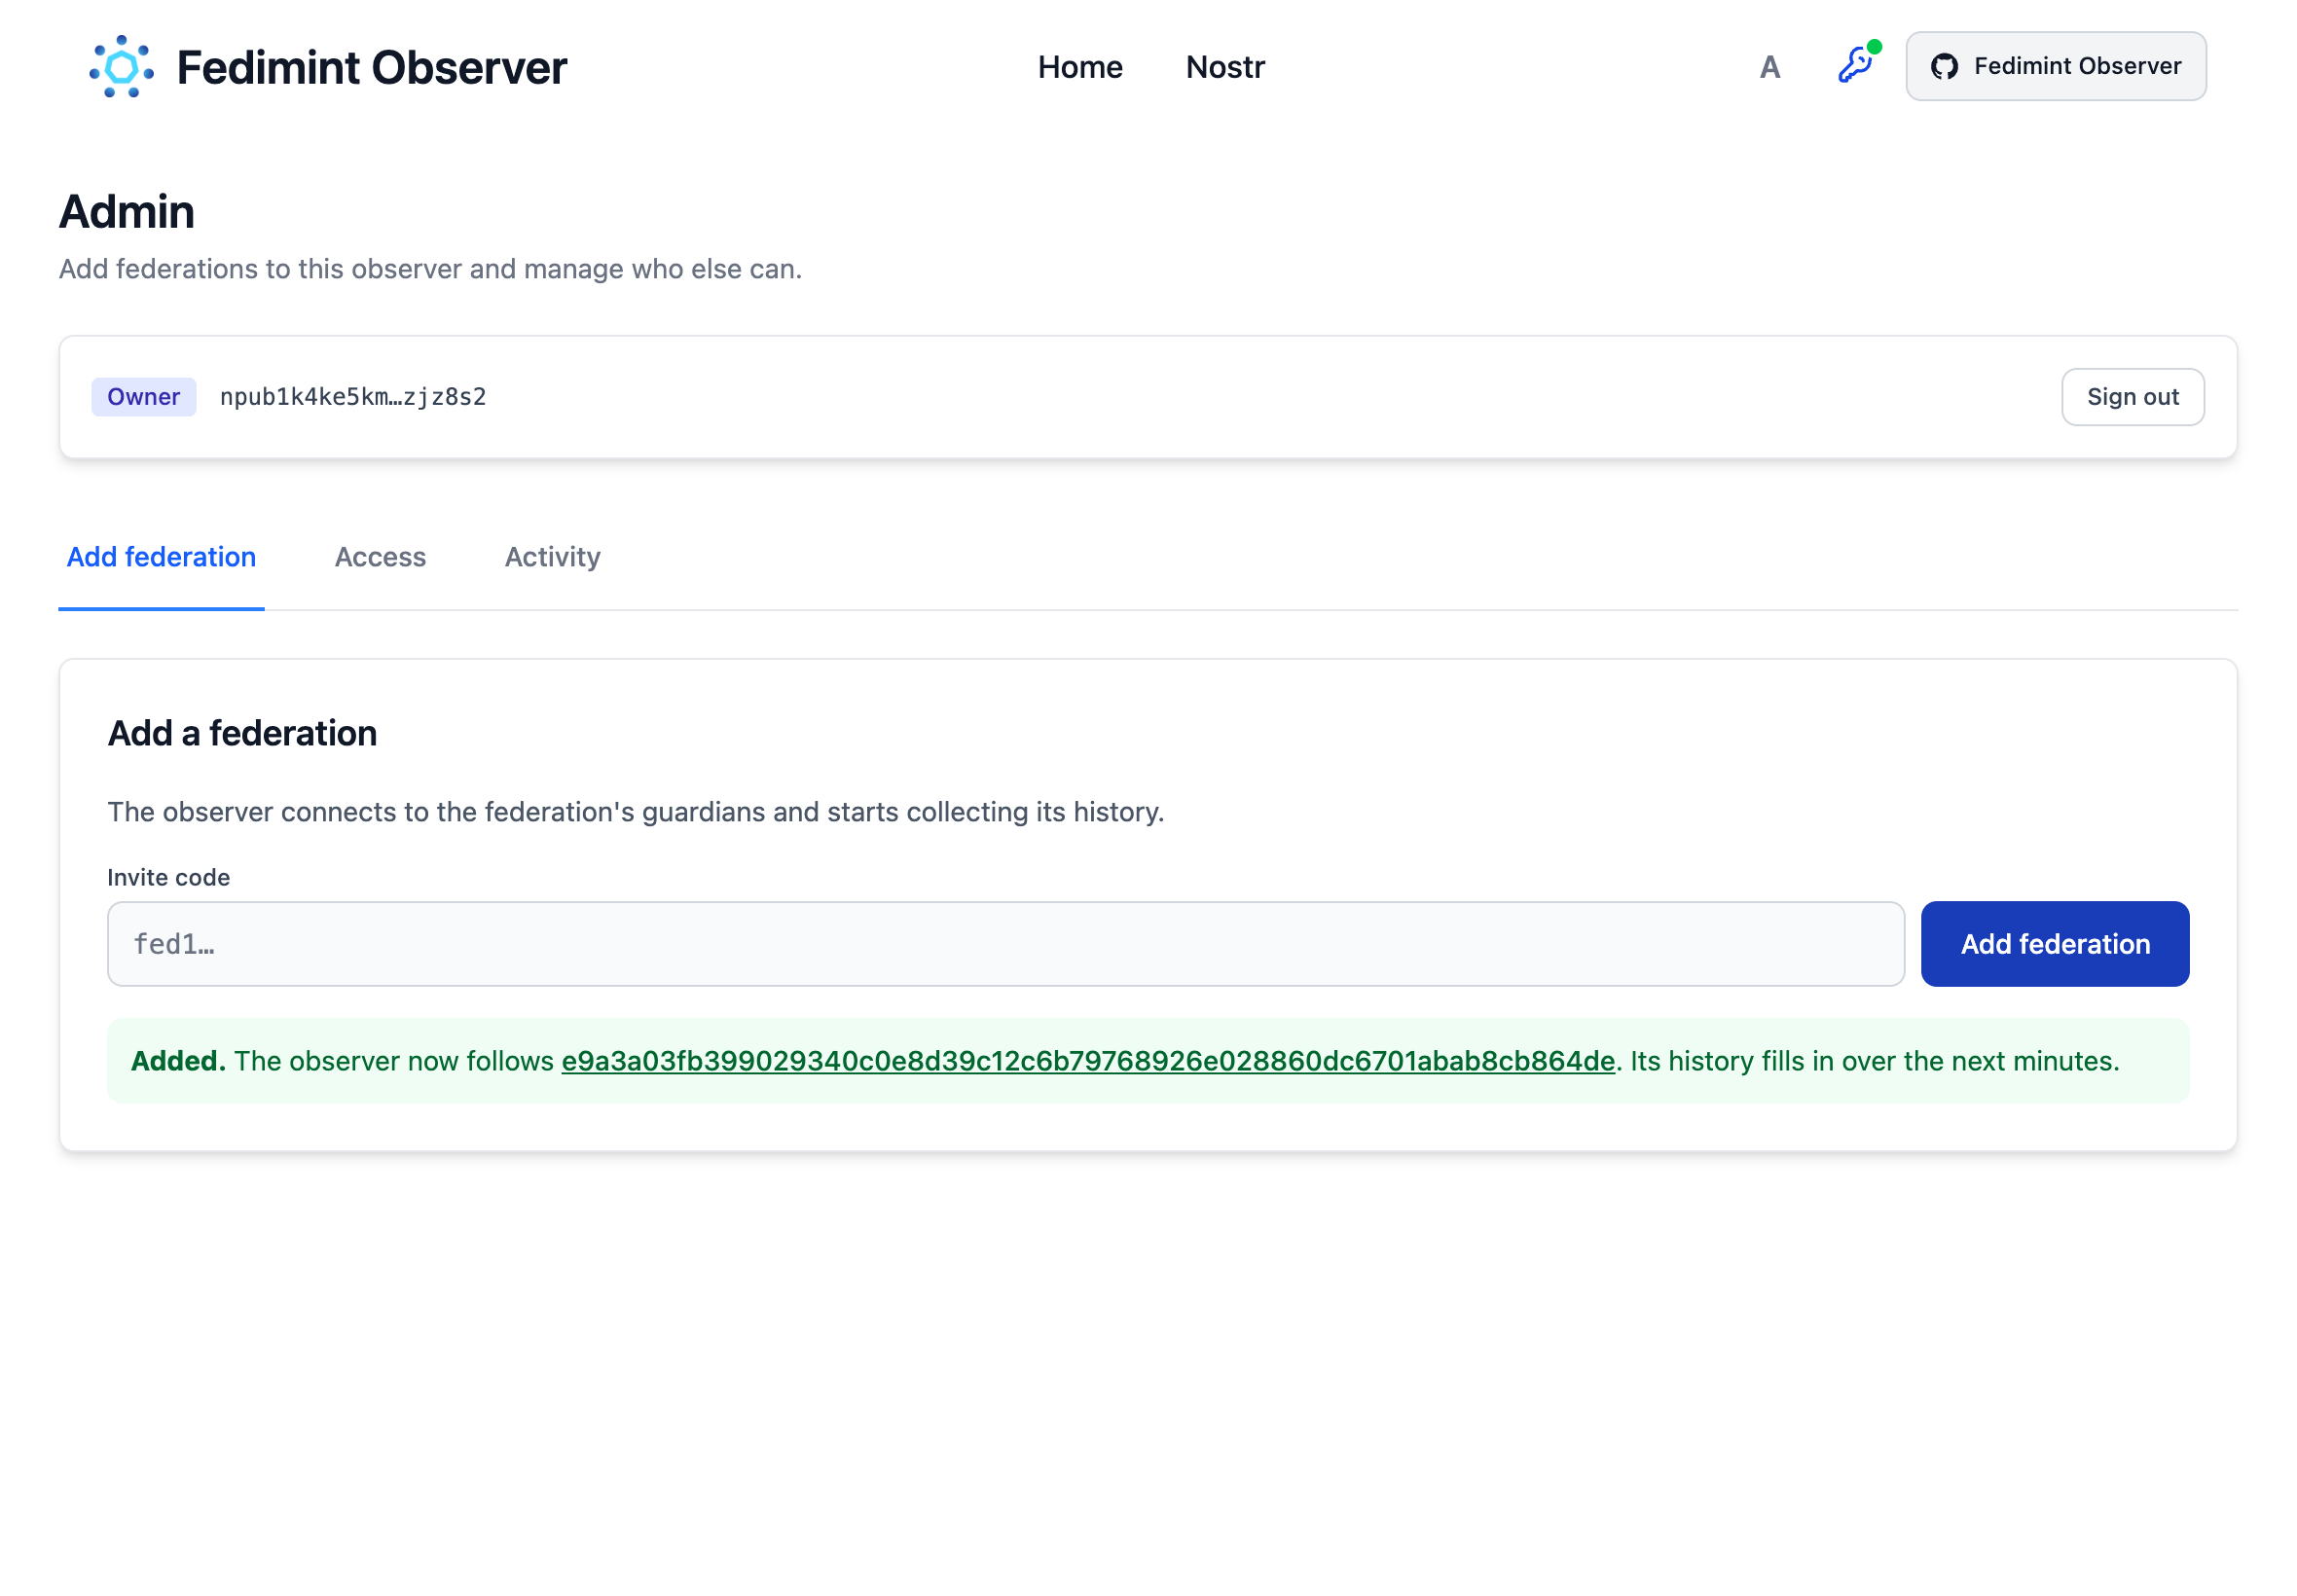 Fedimint Observer
Home
Nostr
A
Fedimint Observer
Admin
Add federations to this observer and manage who else can.
Owner
npub1k4ke5km…zjz8s2
Sign out
Add federation
Access
Activity
Add a federation
The observer connects to the federation's guardians and starts collecting its history.
Invite code
fed1…
Add federation
Added. The observer now follows e9a3a03fb399029340c0e8d39c12c6b79768926e028860dc6701abab8cb864de. Its history fills in over the next minutes.